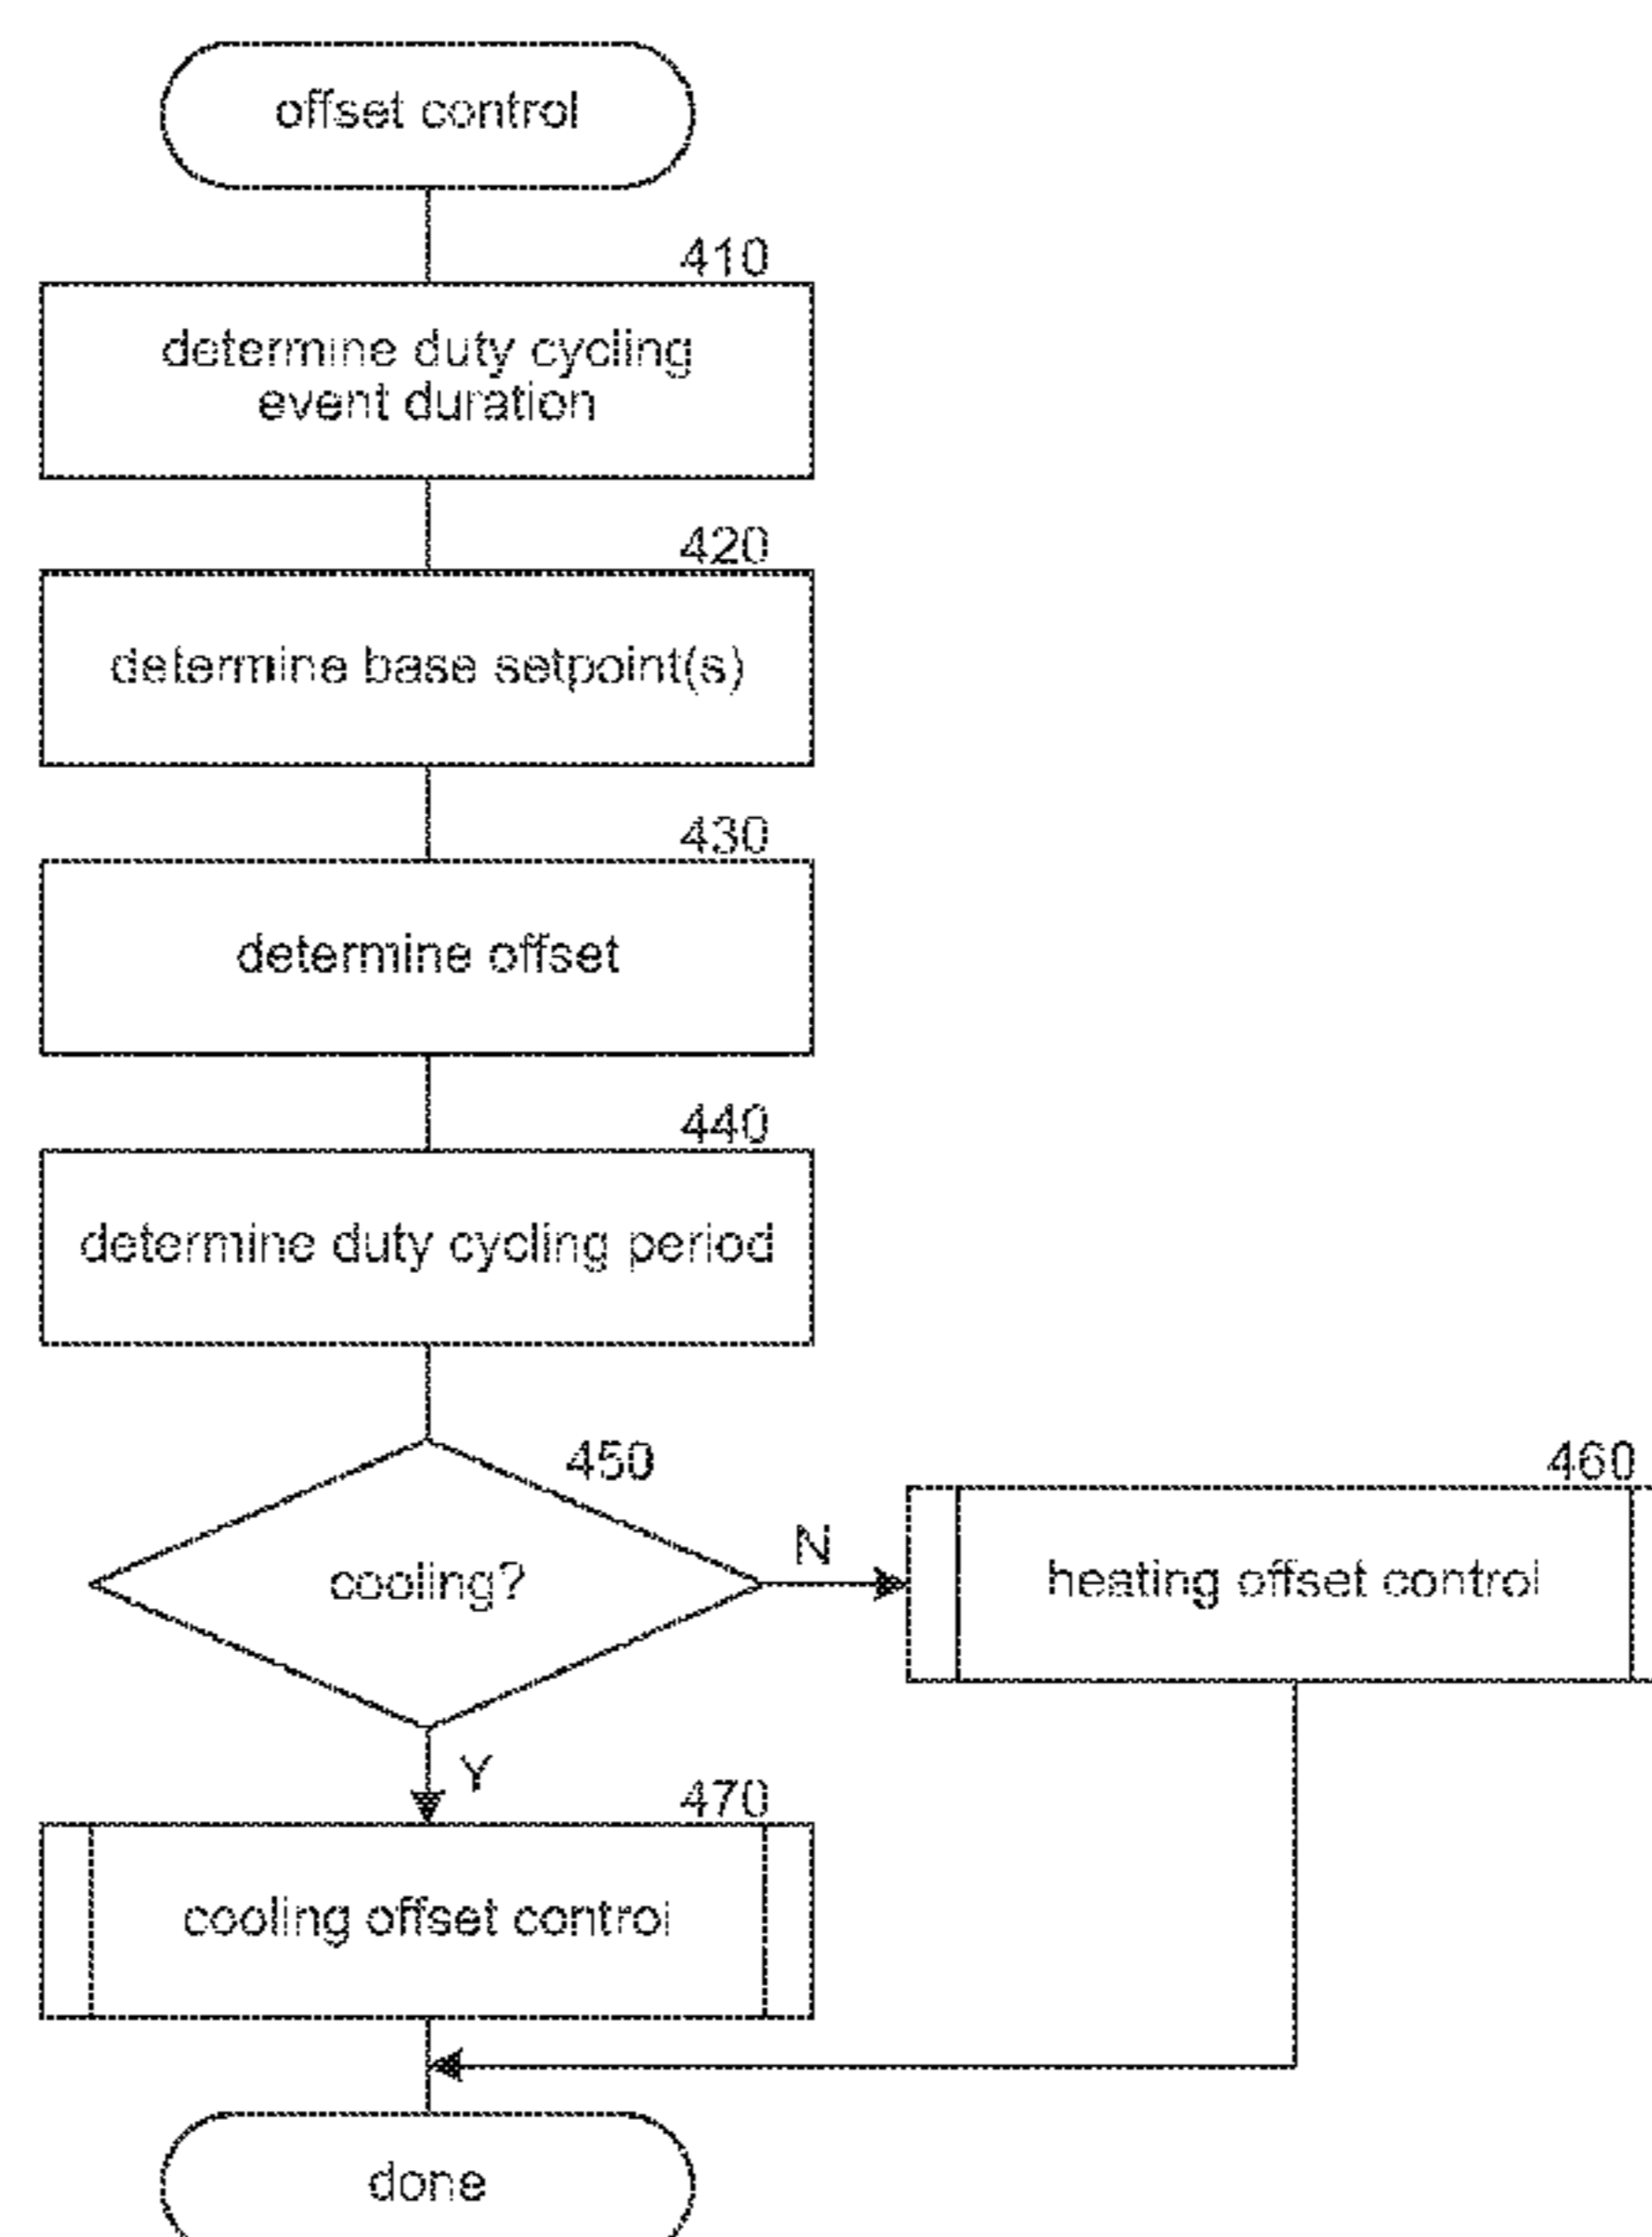 offset control
410
determine duty cycling
event duration
420
determine base setpoint(s)
430
determine offset
440
determine duty cycling period
450
cooling?
N
460
heating offset control
Y
470
cooling offset control
done